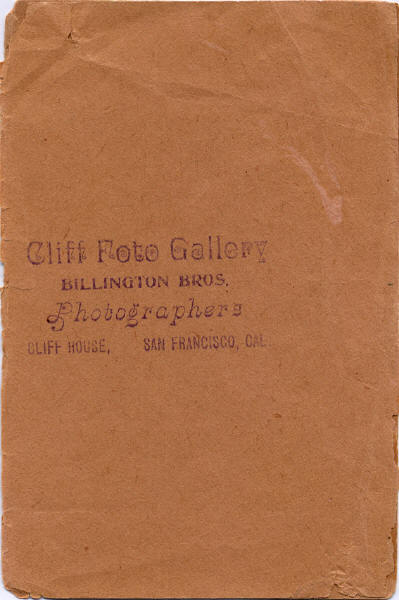 Cliff Foto Gallery
BILLINGTON BROS.
Photographers
CLIFF HOUSE, SAN FRANCISCO, CAL.